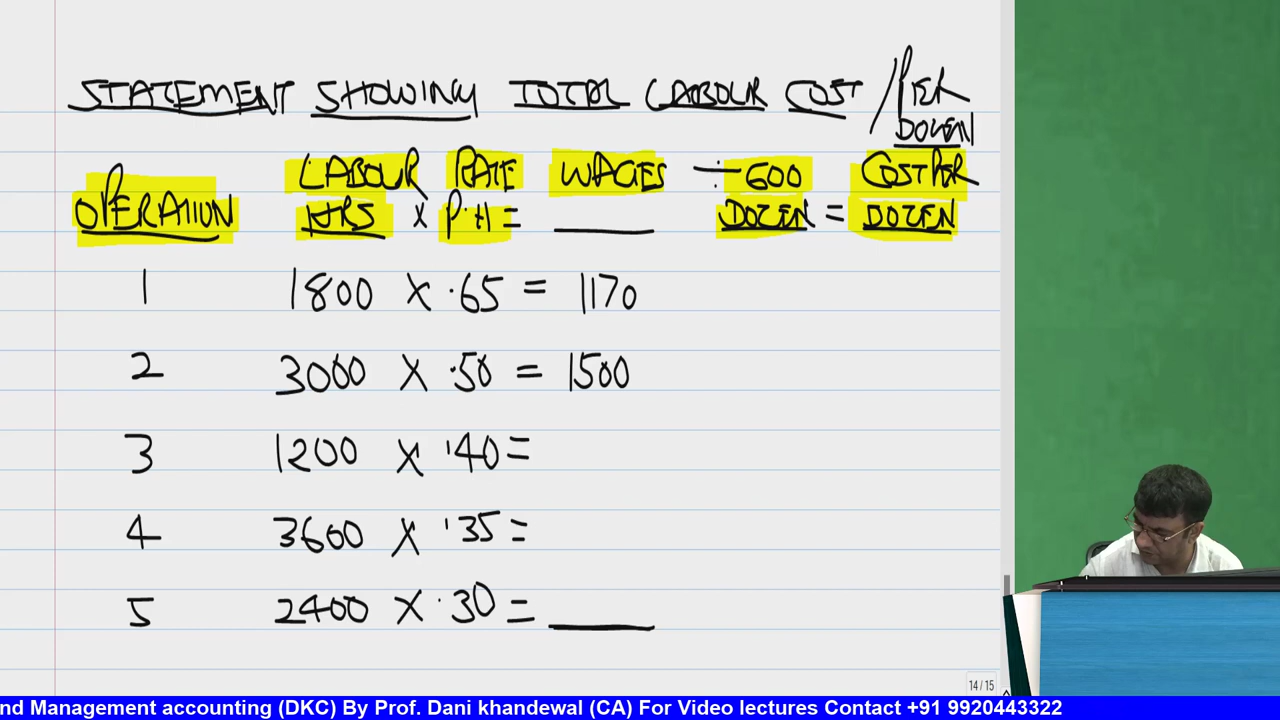 STATEMENT SHOWING TOTAL LABOUR COST / PER DOZEN
OPERATION LABOUR HRS X RATE P.H = WAGES ÷ 600 DOZEN = COST PER DOZEN
1 1800 X .65 = 1170
2 3000 X .50 = 1500
3 1200 X .40 =
4 3600 X .35 =
5 2400 X .30 =
14 / 15
nd Management accounting (DKC) By Prof. Dani khandewal (CA) For Video lectures Contact +91 9920443322